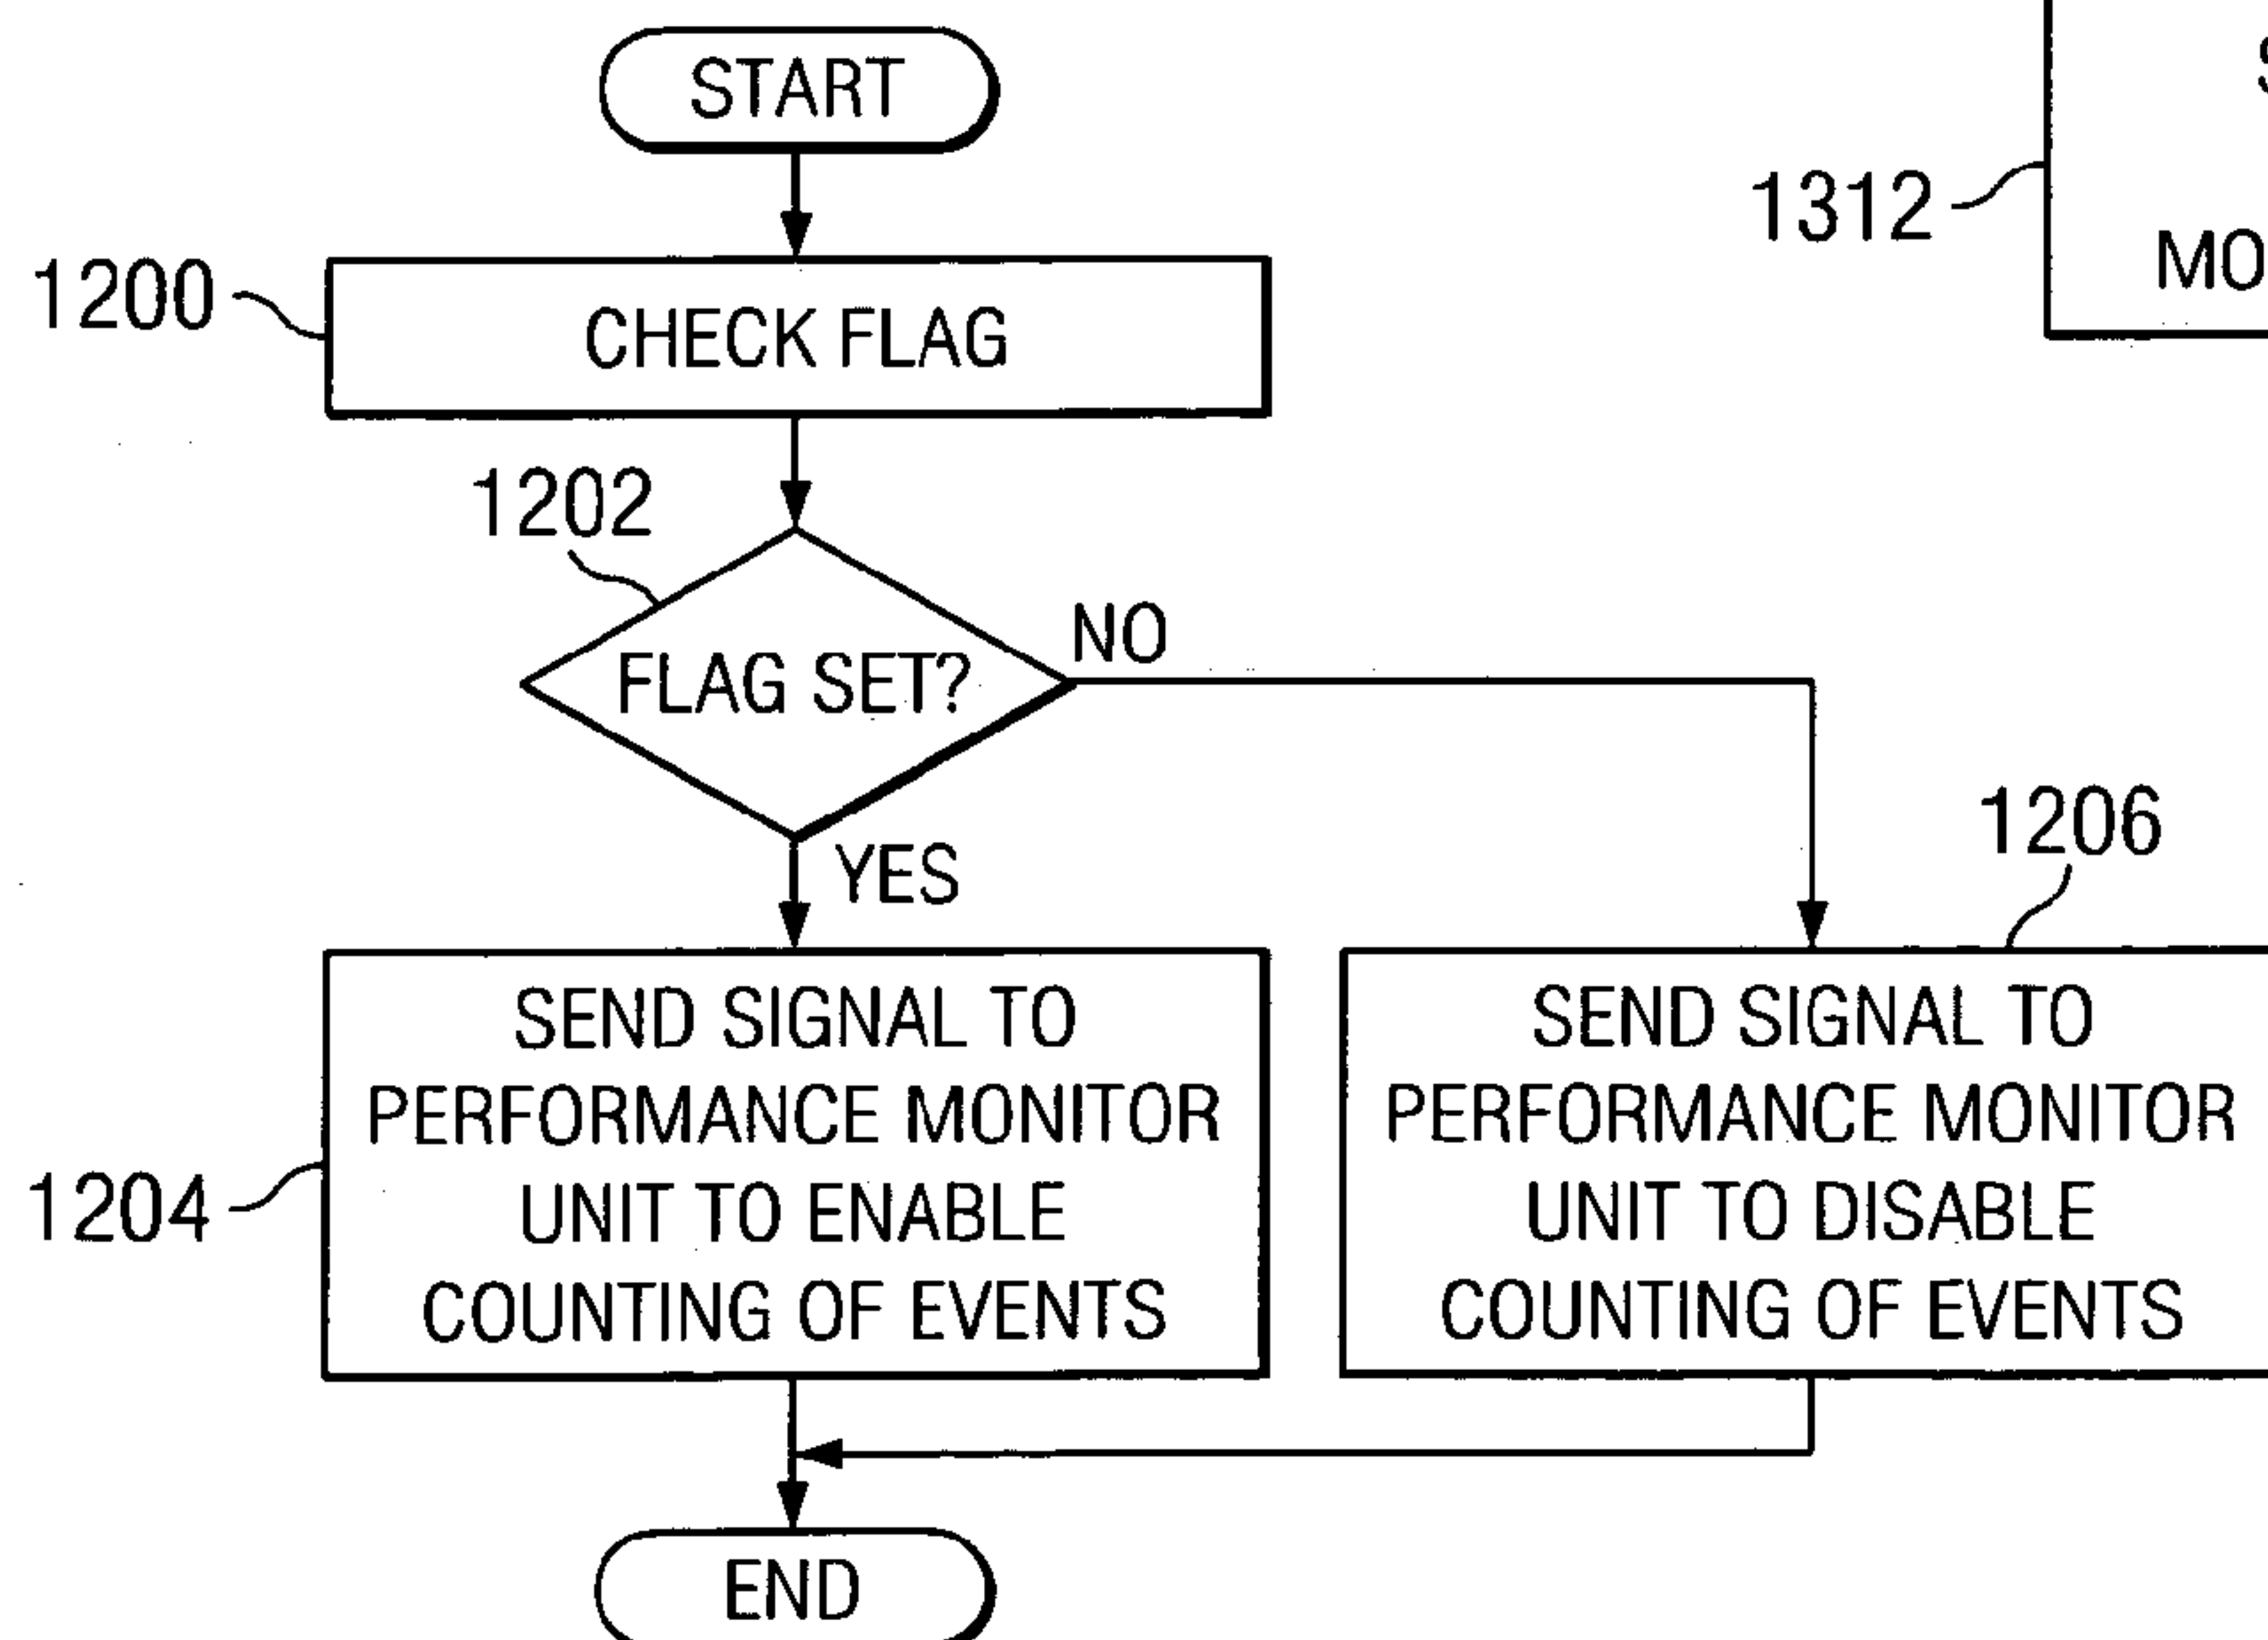 START
1200
CHECK FLAG
1202
FLAG SET?
NO
YES
1204
SEND SIGNAL TO
PERFORMANCE MONITOR
UNIT TO ENABLE
COUNTING OF EVENTS
1206
SEND SIGNAL TO
PERFORMANCE MONITOR
UNIT TO DISABLE
COUNTING OF EVENTS
END
1312